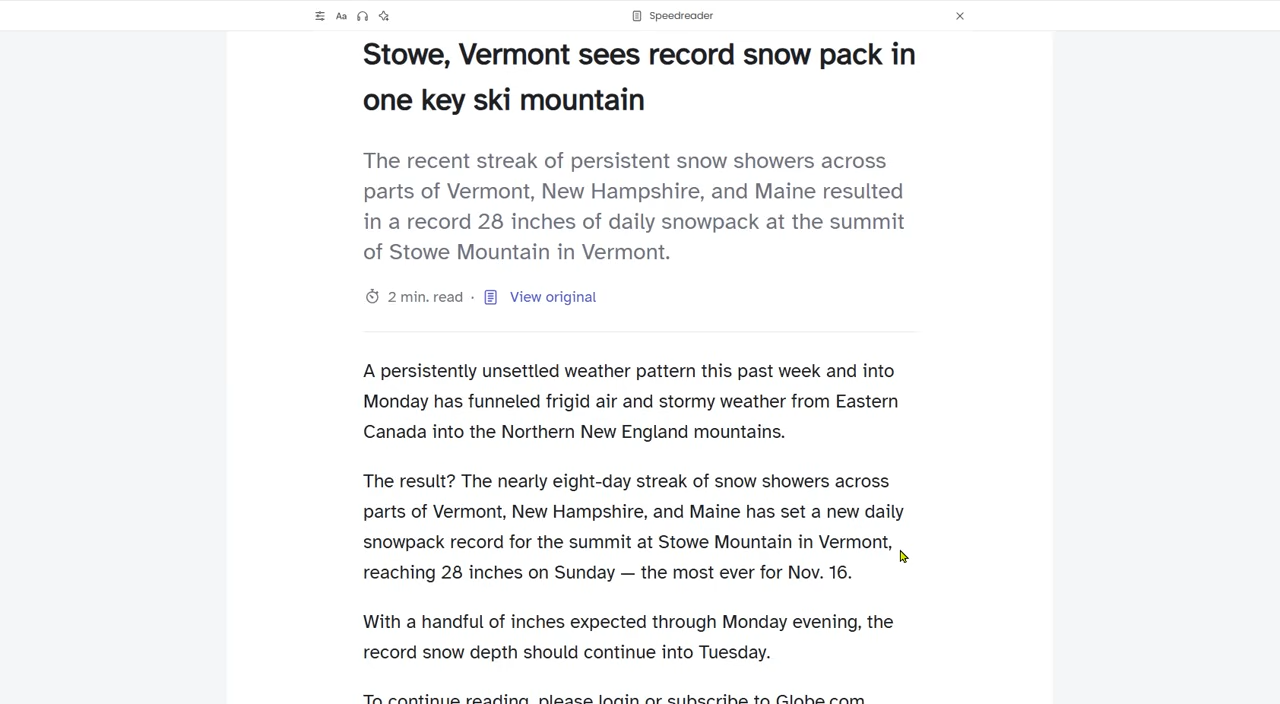 Aa
Speedreader
Stowe, Vermont sees record snow pack in
one key ski mountain
The recent streak of persistent snow showers across
parts of Vermont, New Hampshire, and Maine resulted
in a record 28 inches of daily snowpack at the summit
of Stowe Mountain in Vermont.
2 min. read · View original
A persistently unsettled weather pattern this past week and into
Monday has funneled frigid air and stormy weather from Eastern
Canada into the Northern New England mountains.
The result? The nearly eight-day streak of snow showers across
parts of Vermont, New Hampshire, and Maine has set a new daily
snowpack record for the summit at Stowe Mountain in Vermont,
reaching 28 inches on Sunday — the most ever for Nov. 16.
With a handful of inches expected through Monday evening, the
record snow depth should continue into Tuesday.
To continue reading, please login or subscribe to Globe.com